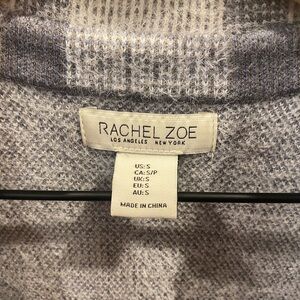 RACHEL ZOE
LOS ANGELES NEW YORK
US:S
CA:S/P
UK:S
EU:S
AU:S
MADE IN CHINA